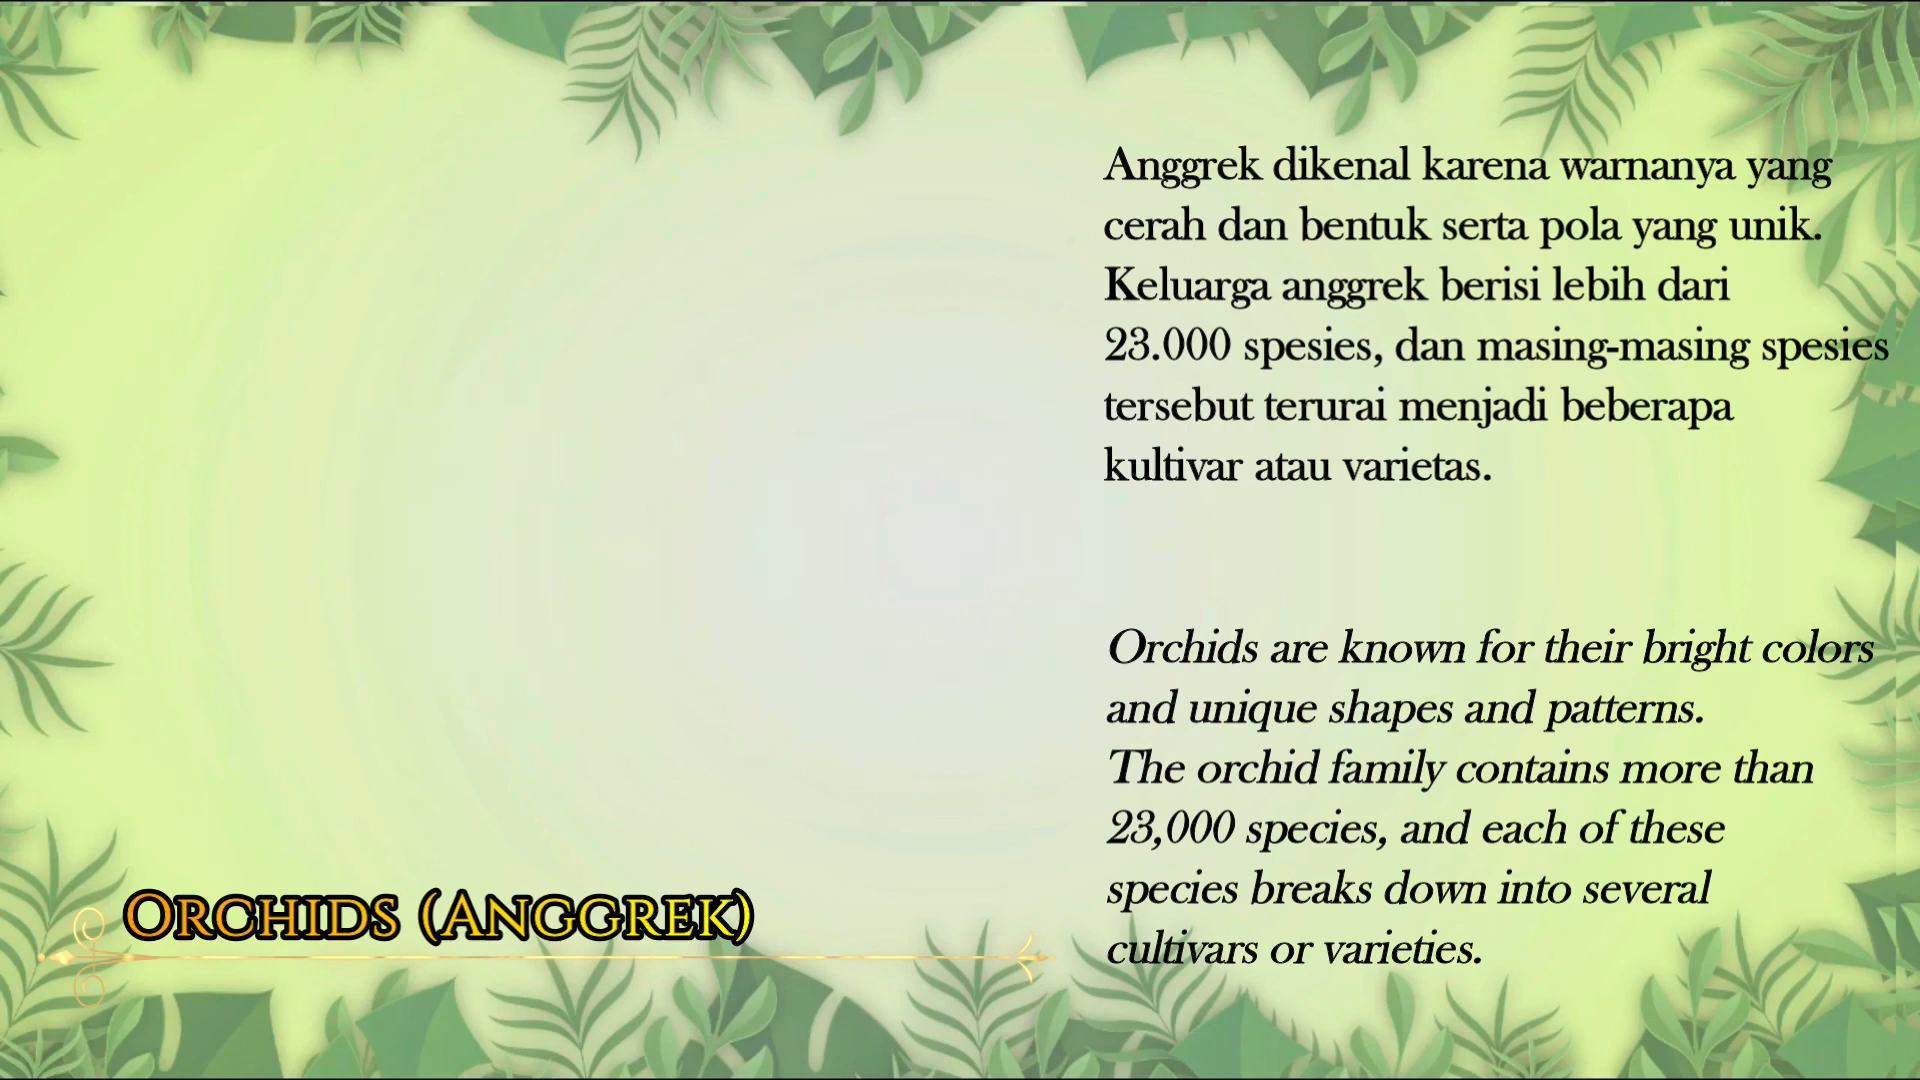 Anggrek dikenal karena warnanya yang
cerah dan bentuk serta pola yang unik.
Keluarga anggrek berisi lebih dari
23.000 spesies, dan masing-masing spesies
tersebut terurai menjadi beberapa
kultivar atau varietas.
Orchids are known for their bright colors
and unique shapes and patterns.
The orchid family contains more than
23,000 species, and each of these
species breaks down into several
cultivars or varieties.
Orchids (Anggrek)